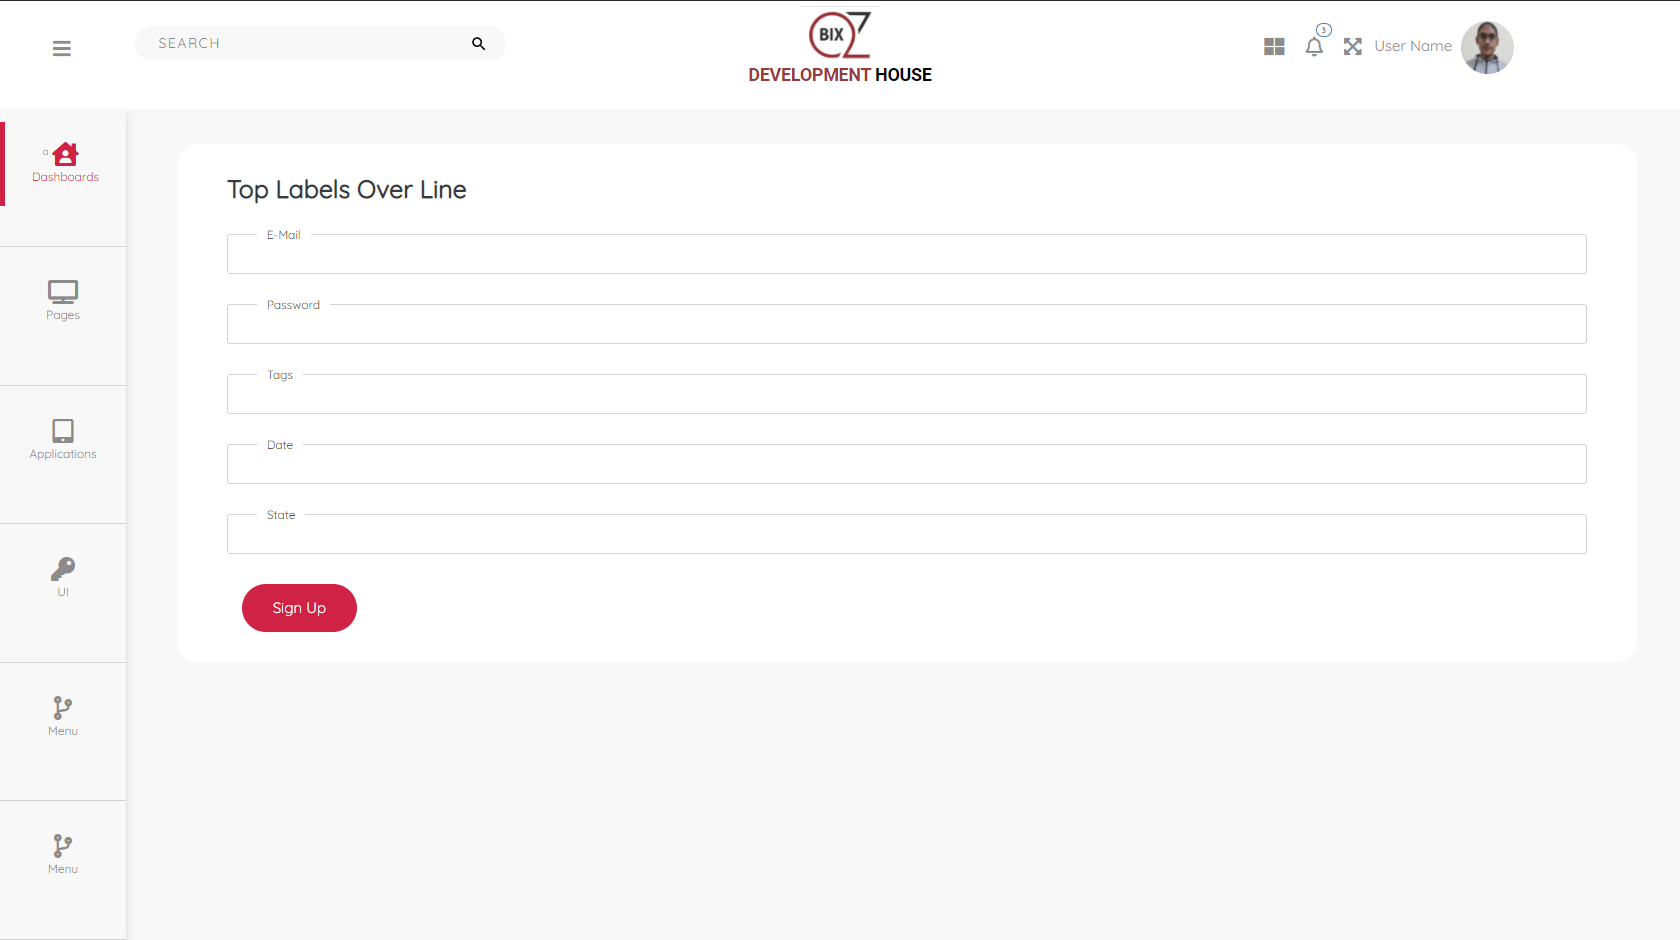 SEARCH
BIX
DEVELOPMENT HOUSE
3
User Name
Dashboards
Pages
Applications
UI
Menu
Menu
Top Labels Over Line
E-Mail
Password
Tags
Date
State
Sign Up